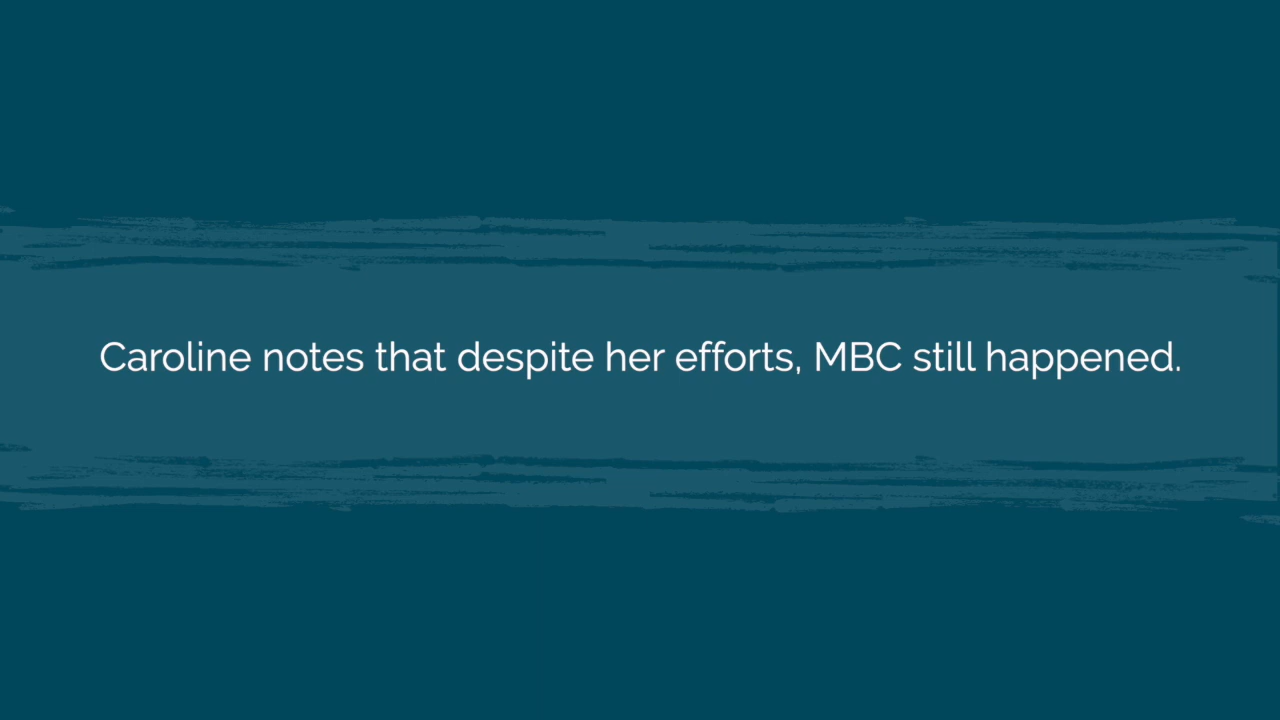 Caroline notes that despite her efforts, MBC still happened.